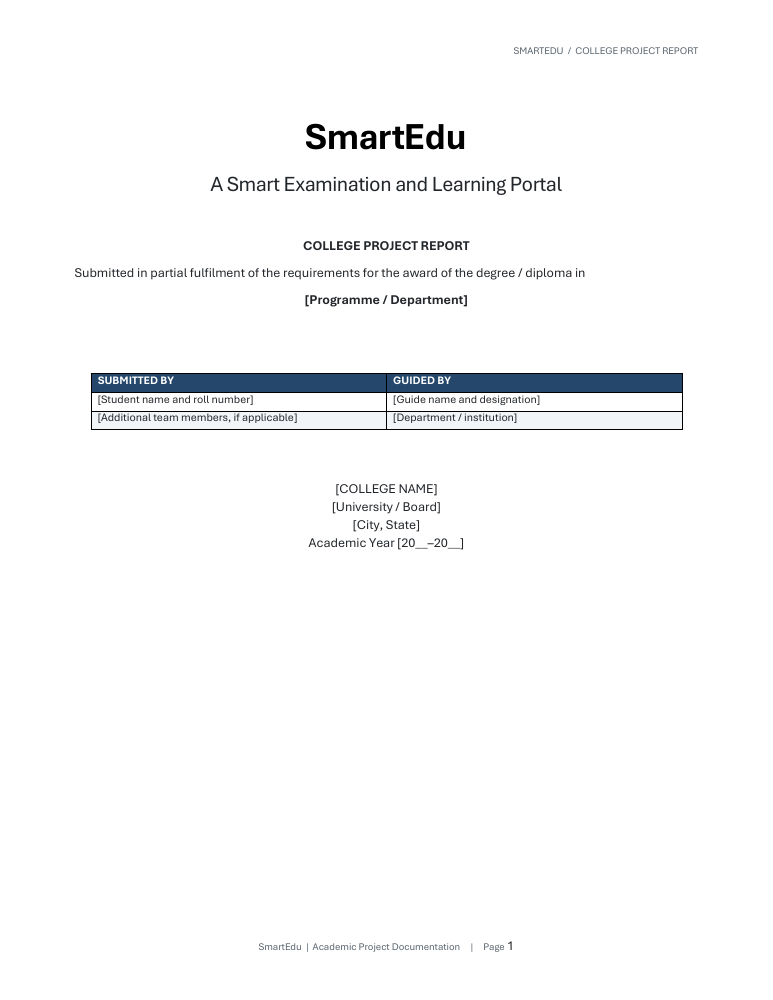 SMARTEDU / COLLEGE PROJECT REPORT
SmartEdu
A Smart Examination and Learning Portal
COLLEGE PROJECT REPORT
Submitted in partial fulfilment of the requirements for the award of the degree / diploma in
[Programme / Department]
SUBMITTED BY GUIDED BY
[Student name and roll number] [Guide name and designation]
[Additional team members, if applicable] [Department / institution]
[COLLEGE NAME]
[University / Board]
[City, State]
Academic Year [20__–20__]
SmartEdu | Academic Project Documentation | Page 1